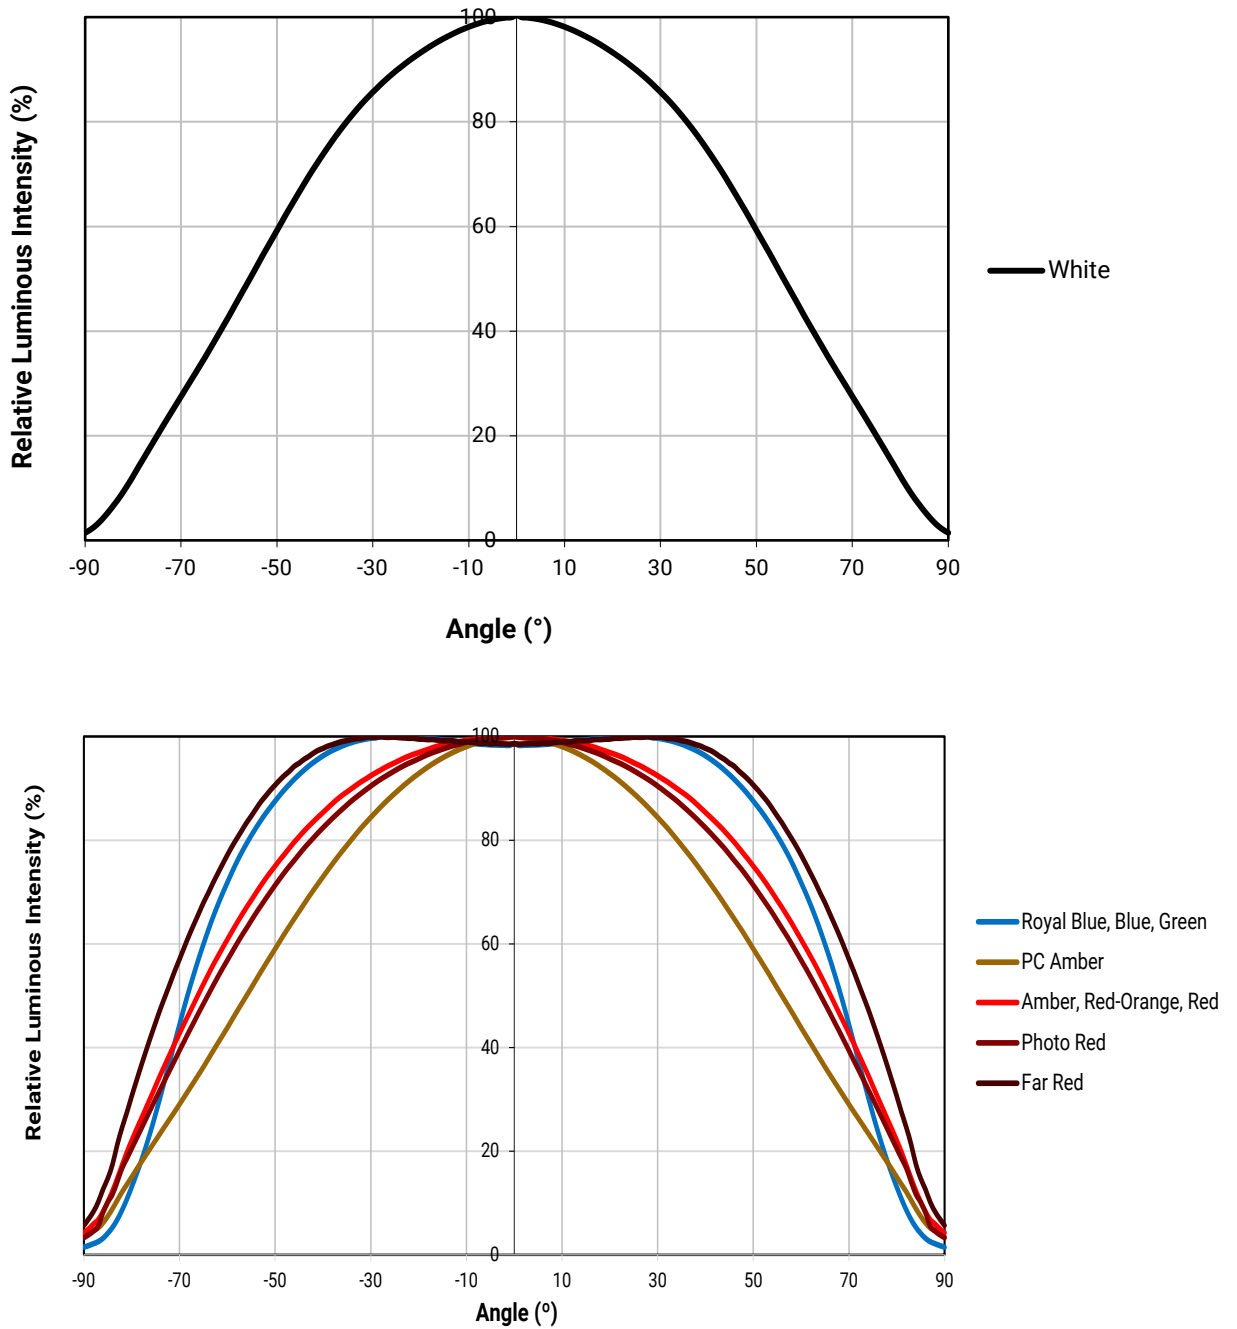 Relative Luminous Intensity (%)
100
80
60
40
20
0
-90 -70 -50 -30 -10 10 30 50 70 90
Angle (°)
White
Relative Luminous Intensity (%)
100
80
60
40
20
0
-90 -70 -50 -30 -10 10 30 50 70 90
Angle (º)
Royal Blue, Blue, Green
PC Amber
Amber, Red-Orange, Red
Photo Red
Far Red